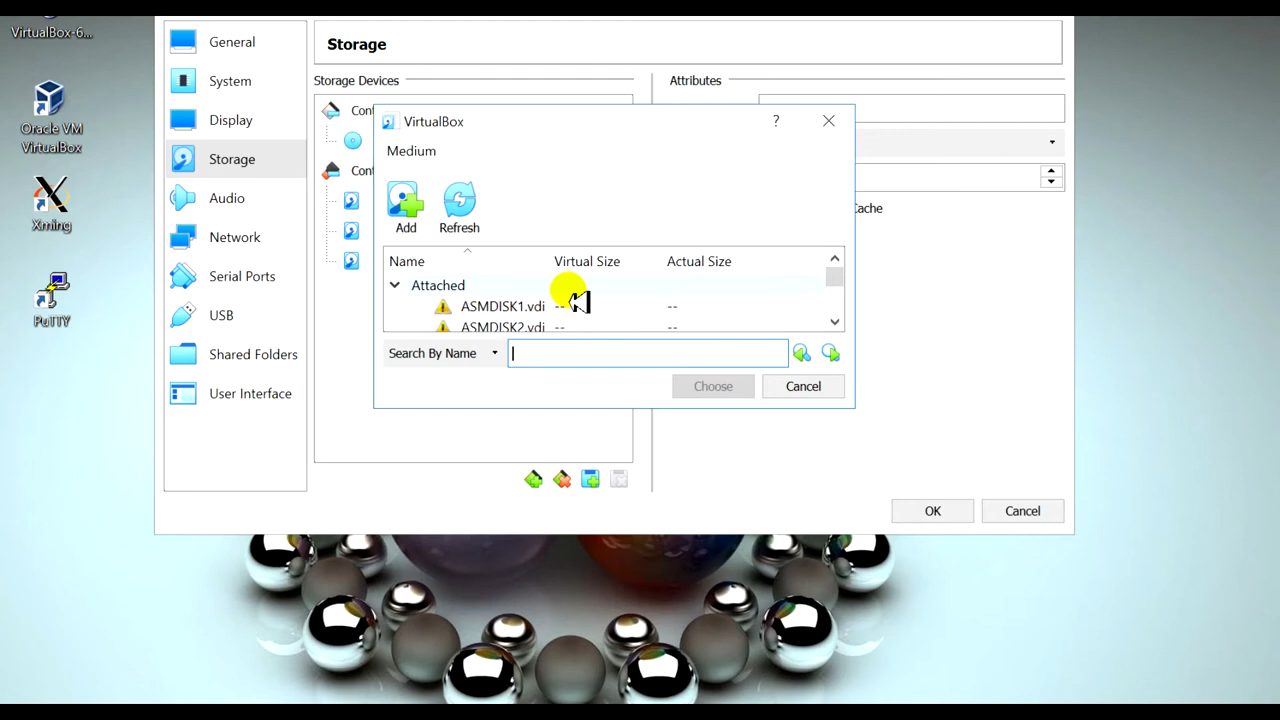 VirtualBox-6...
Oracle VM
VirtualBox
Xming
PuTTY
General
System
Display
Storage
Audio
Network
Serial Ports
USB
Shared Folders
User Interface
Storage
Storage Devices
Attributes
Cont
Cont
Cache
VirtualBox
?
Medium
Add
Refresh
Name
Virtual Size
Actual Size
Attached
ASMDISK1.vdi
--
--
ASMDISK2.vdi
--
--
Search By Name
Choose
Cancel
OK
Cancel